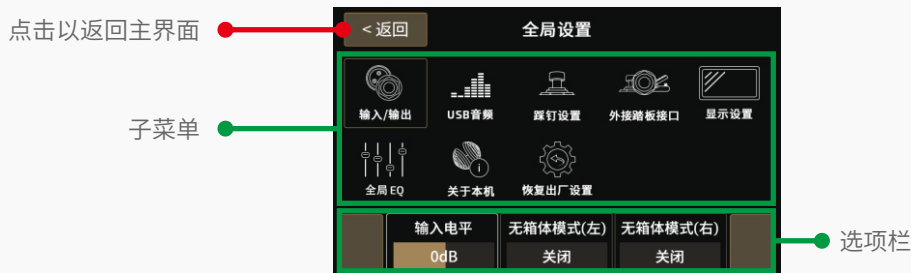 点击以返回主界面
< 返回
全局设置
子菜单
输入/输出
USB音频
踩钉设置
外接踏板接口
显示设置
全局 EQ
关于本机
恢复出厂设置
输入电平
无箱体模式(左)
无箱体模式(右)
0dB
关闭
关闭
选项栏